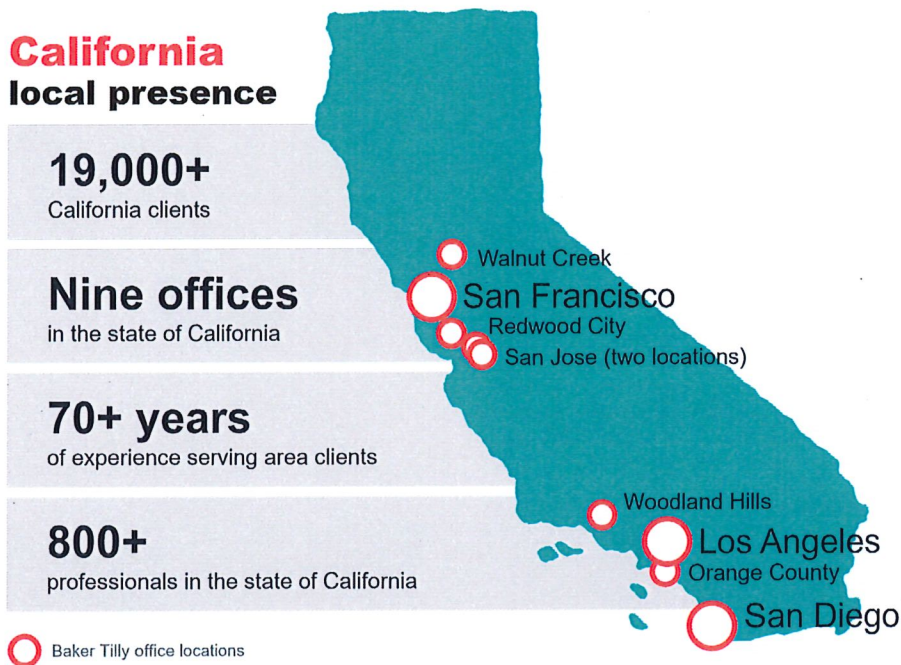 California
local presence
19,000+
California clients
Nine offices
in the state of California
70+ years
of experience serving area clients
800+
professionals in the state of California
Baker Tilly office locations
Walnut Creek
San Francisco
Redwood City
San Jose (two locations)
Woodland Hills
Los Angeles
Orange County
San Diego